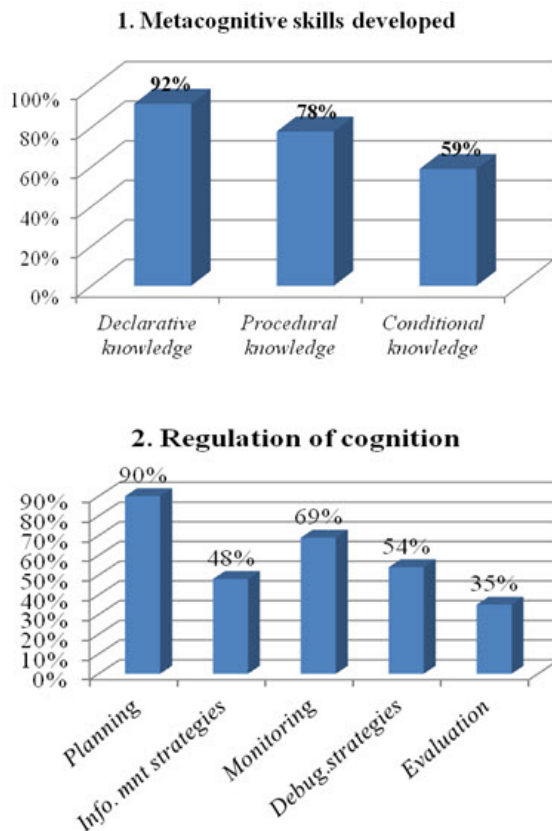 1. Metacognitive skills developed
92%
78%
59%
100%
80%
60%
40%
20%
0%
Declarative knowledge
Procedural knowledge
Conditional knowledge
2. Regulation of cognition
90%
48%
69%
54%
35%
90%
80%
70%
60%
50%
40%
30%
20%
10%
0%
Planning
Info. mnt strategies
Monitoring
Debug.strategies
Evaluation